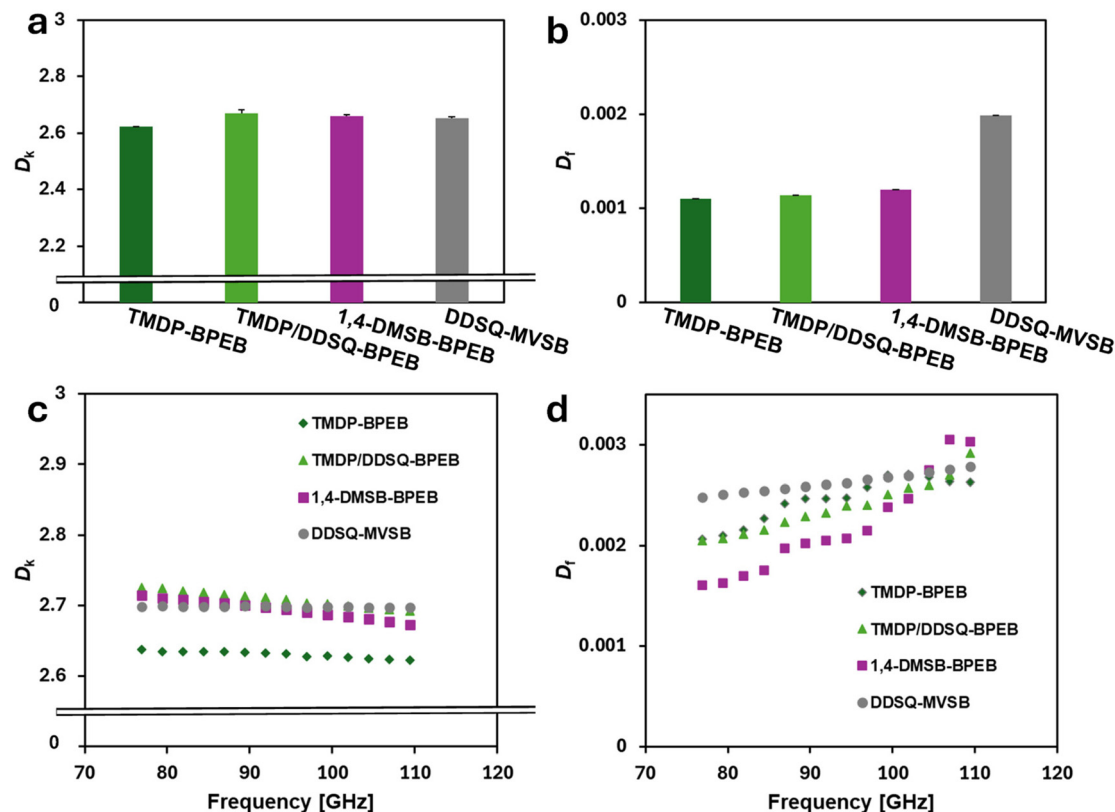 a
3
2.8
2.6
2.4
2.2
0
Dk
TMDP-BPEB
TMDP/DDSQ-BPEB
1,4-DMSB-BPEB
DDSQ-MVSB
b
0.003
0.002
0.001
0
Df
TMDP-BPEB
TMDP/DDSQ-BPEB
1,4-DMSB-BPEB
DDSQ-MVSB
c
3
2.9
2.8
2.7
2.6
0
Dk
TMDP-BPEB
TMDP/DDSQ-BPEB
1,4-DMSB-BPEB
DDSQ-MVSB
70 80 90 100 110 120
Frequency [GHz]
d
0.003
0.002
0.001
0
Df
TMDP-BPEB
TMDP/DDSQ-BPEB
1,4-DMSB-BPEB
DDSQ-MVSB
70 80 90 100 110 120
Frequency [GHz]